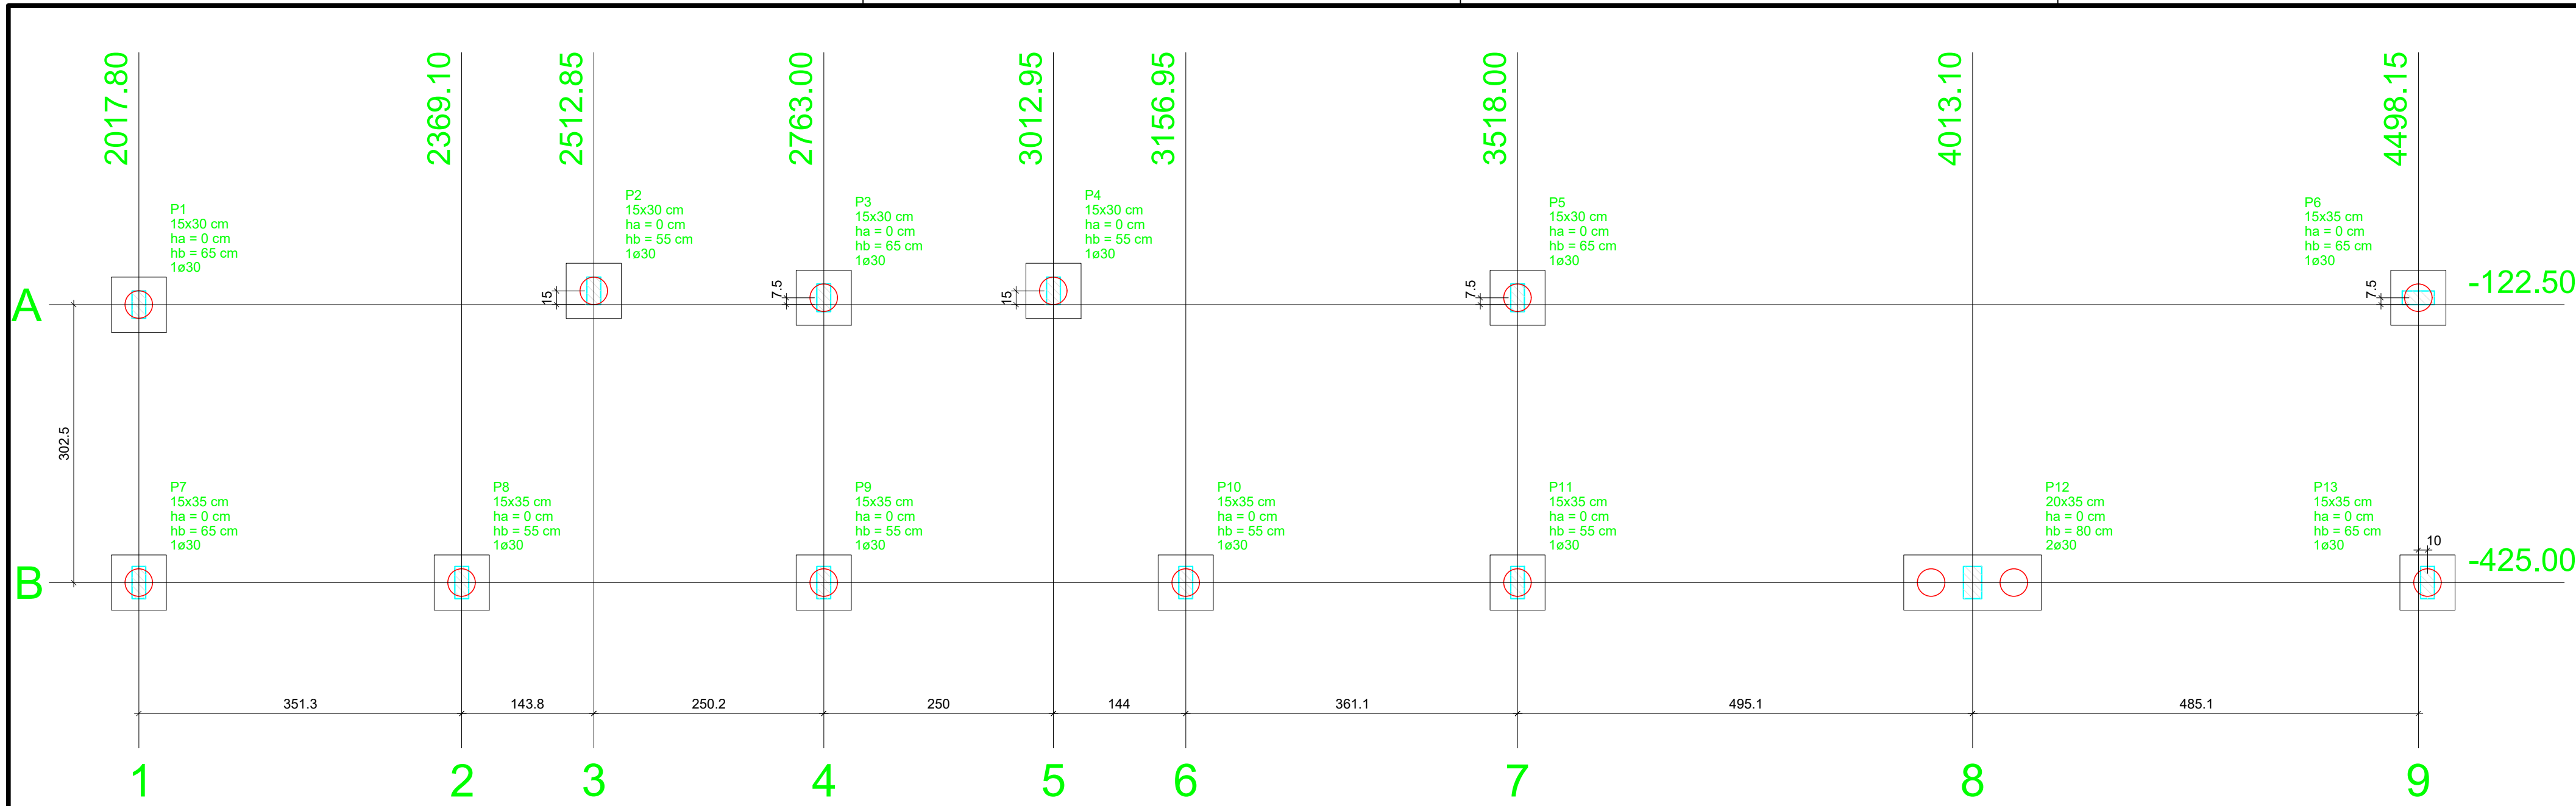 2017.80
2369.10
2512.85
2763.00
3012.95
3156.95
3518.00
4013.10
4498.15
P1
15x30 cm
ha = 0 cm
hb = 65 cm
1ø30
P2
15x30 cm
ha = 0 cm
hb = 55 cm
1ø30
P3
15x30 cm
ha = 0 cm
hb = 65 cm
1ø30
P4
15x30 cm
ha = 0 cm
hb = 55 cm
1ø30
P5
15x30 cm
ha = 0 cm
hb = 65 cm
1ø30
P6
15x35 cm
ha = 0 cm
hb = 65 cm
1ø30
A
15
7.5
15
7.5
7.5
-122.50
302.5
P7
15x35 cm
ha = 0 cm
hb = 65 cm
1ø30
P8
15x35 cm
ha = 0 cm
hb = 55 cm
1ø30
P9
15x35 cm
ha = 0 cm
hb = 55 cm
1ø30
P10
15x35 cm
ha = 0 cm
hb = 55 cm
1ø30
P11
15x35 cm
ha = 0 cm
hb = 55 cm
1ø30
P12
20x35 cm
ha = 0 cm
hb = 80 cm
2ø30
P13
15x35 cm
ha = 0 cm
hb = 65 cm
1ø30
10
B
-425.00
351.3
143.8
250.2
250
144
361.1
495.1
485.1
1
2
3
4
5
6
7
8
9